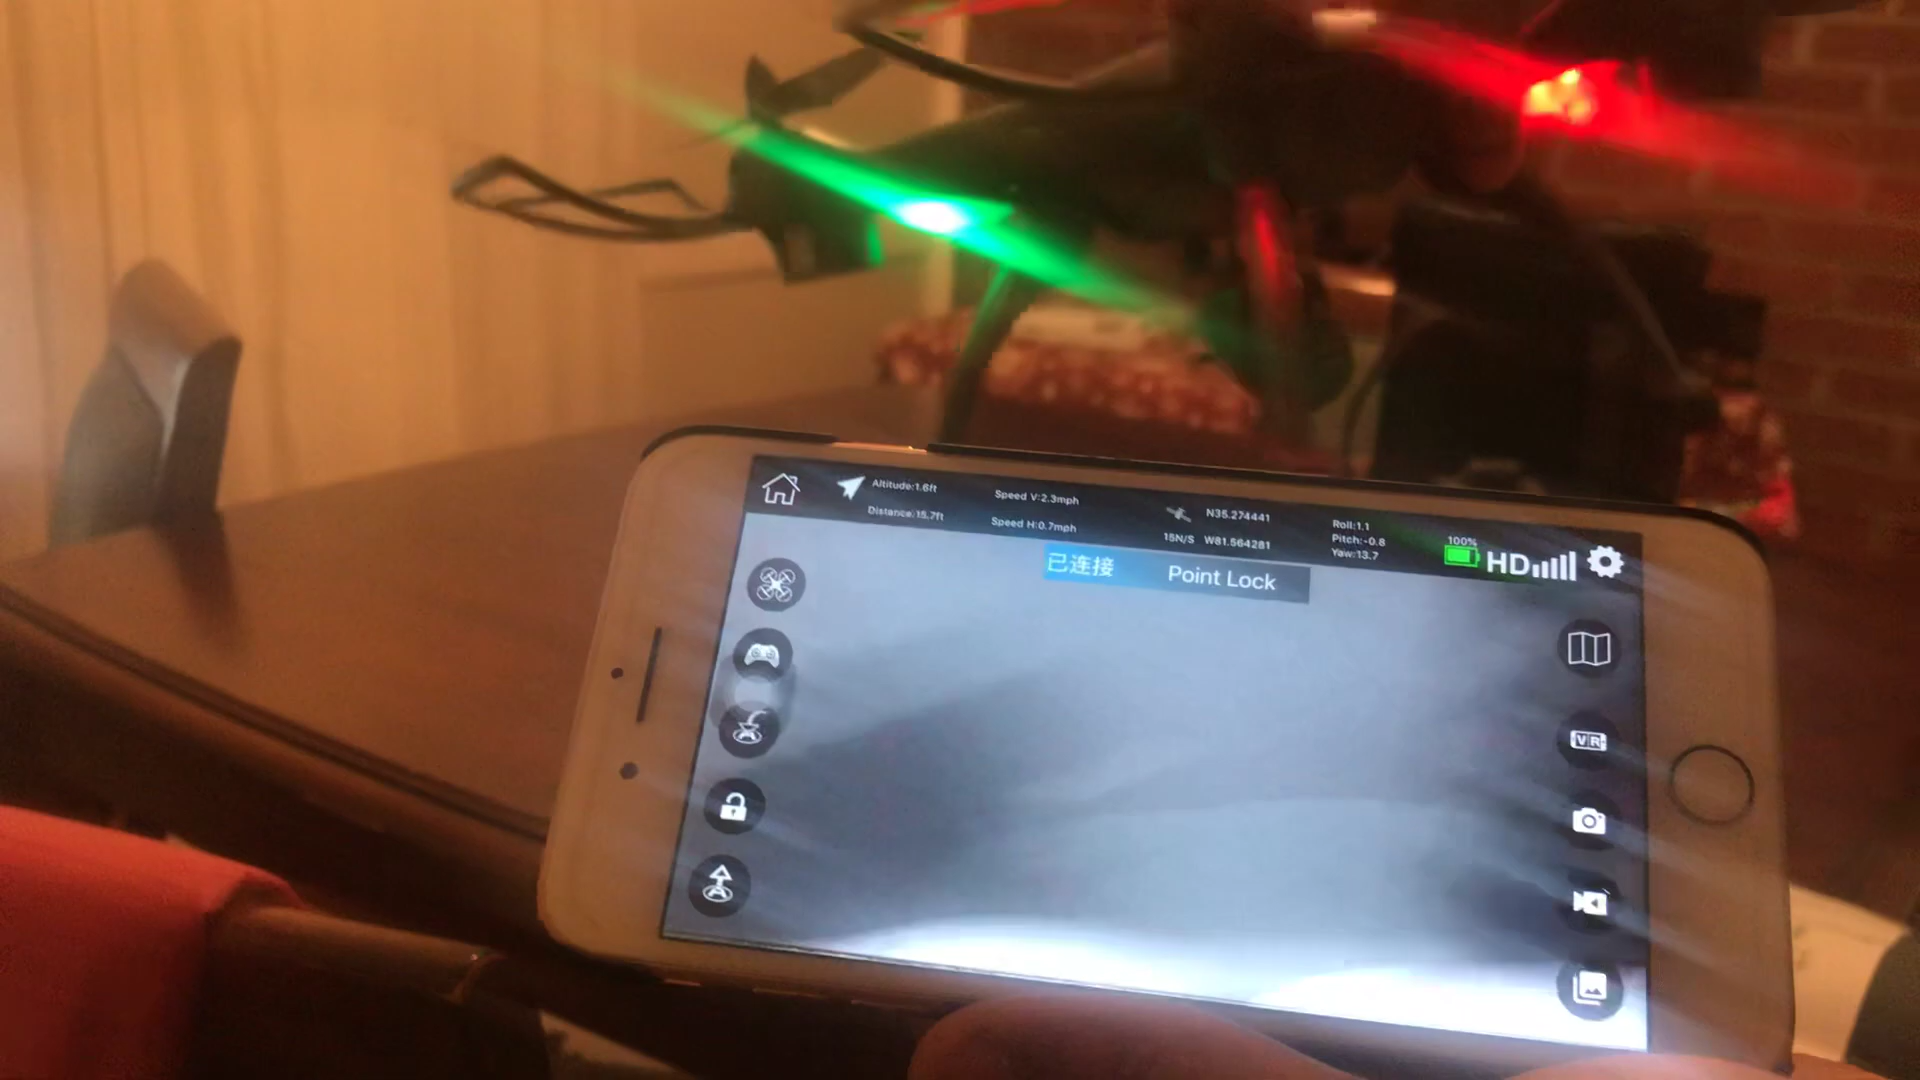 Altitude:1.6ft
Distance:15.7ft
Speed V:2.3mph
Speed H:0.7mph
15N/S
N35.274441
W81.564281
Roll:1.1
Pitch:-0.8
Yaw:13.7
100%
HD
已连接
Point Lock
VR